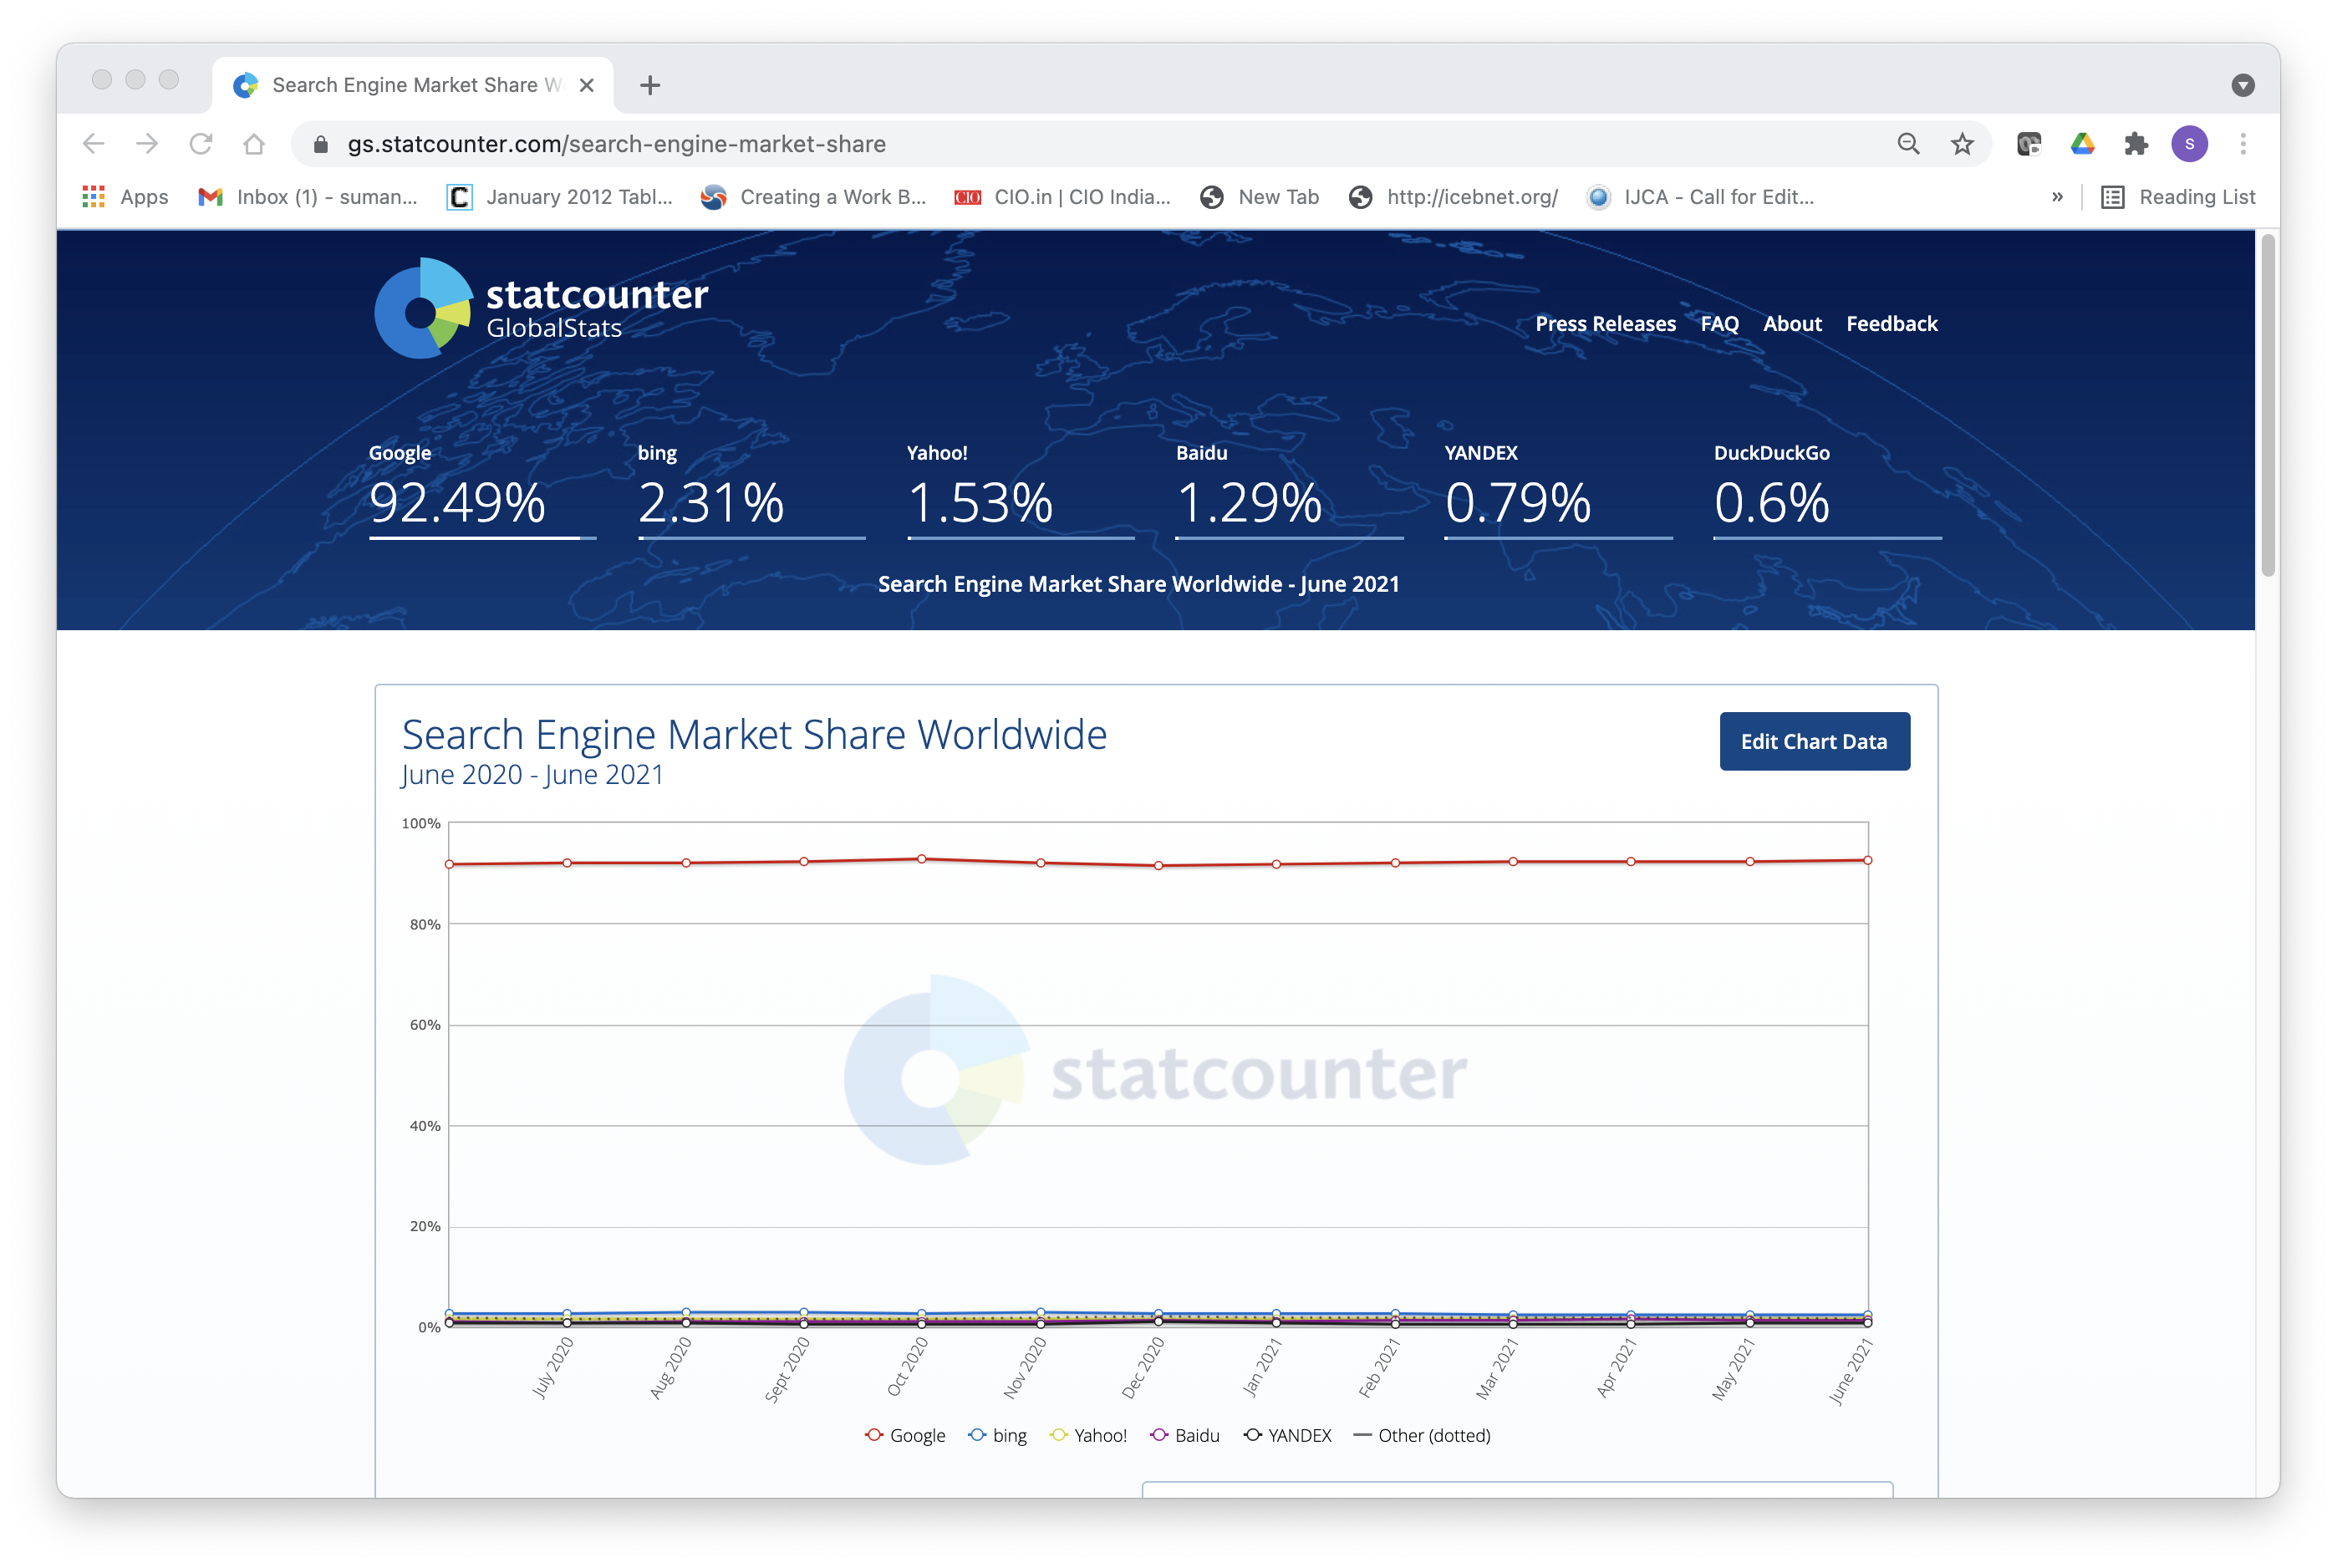 Search Engine Market Share W
gs.statcounter.com/search-engine-market-share
S
Apps
Inbox (1) - suman...
C January 2012 Tabl...
Creating a Work B...
CIO CIO.in | CIO India...
New Tab
http://icebnet.org/
IJCA - Call for Edit...
»
Reading List
statcounter
GlobalStats
Press Releases FAQ About Feedback
Google bing Yahoo! Baidu YANDEX DuckDuckGo
92.49% 2.31% 1.53% 1.29% 0.79% 0.6%
Search Engine Market Share Worldwide - June 2021
Search Engine Market Share Worldwide
June 2020 - June 2021
Edit Chart Data
100%
80%
60%
statcounter
40%
20%
0%
July 2020 Aug 2020 Sept 2020 Oct 2020 Nov 2020 Dec 2020 Jan 2021 Feb 2021 Mar 2021 Apr 2021 May 2021 June 2021
Google bing Yahoo! Baidu YANDEX Other (dotted)